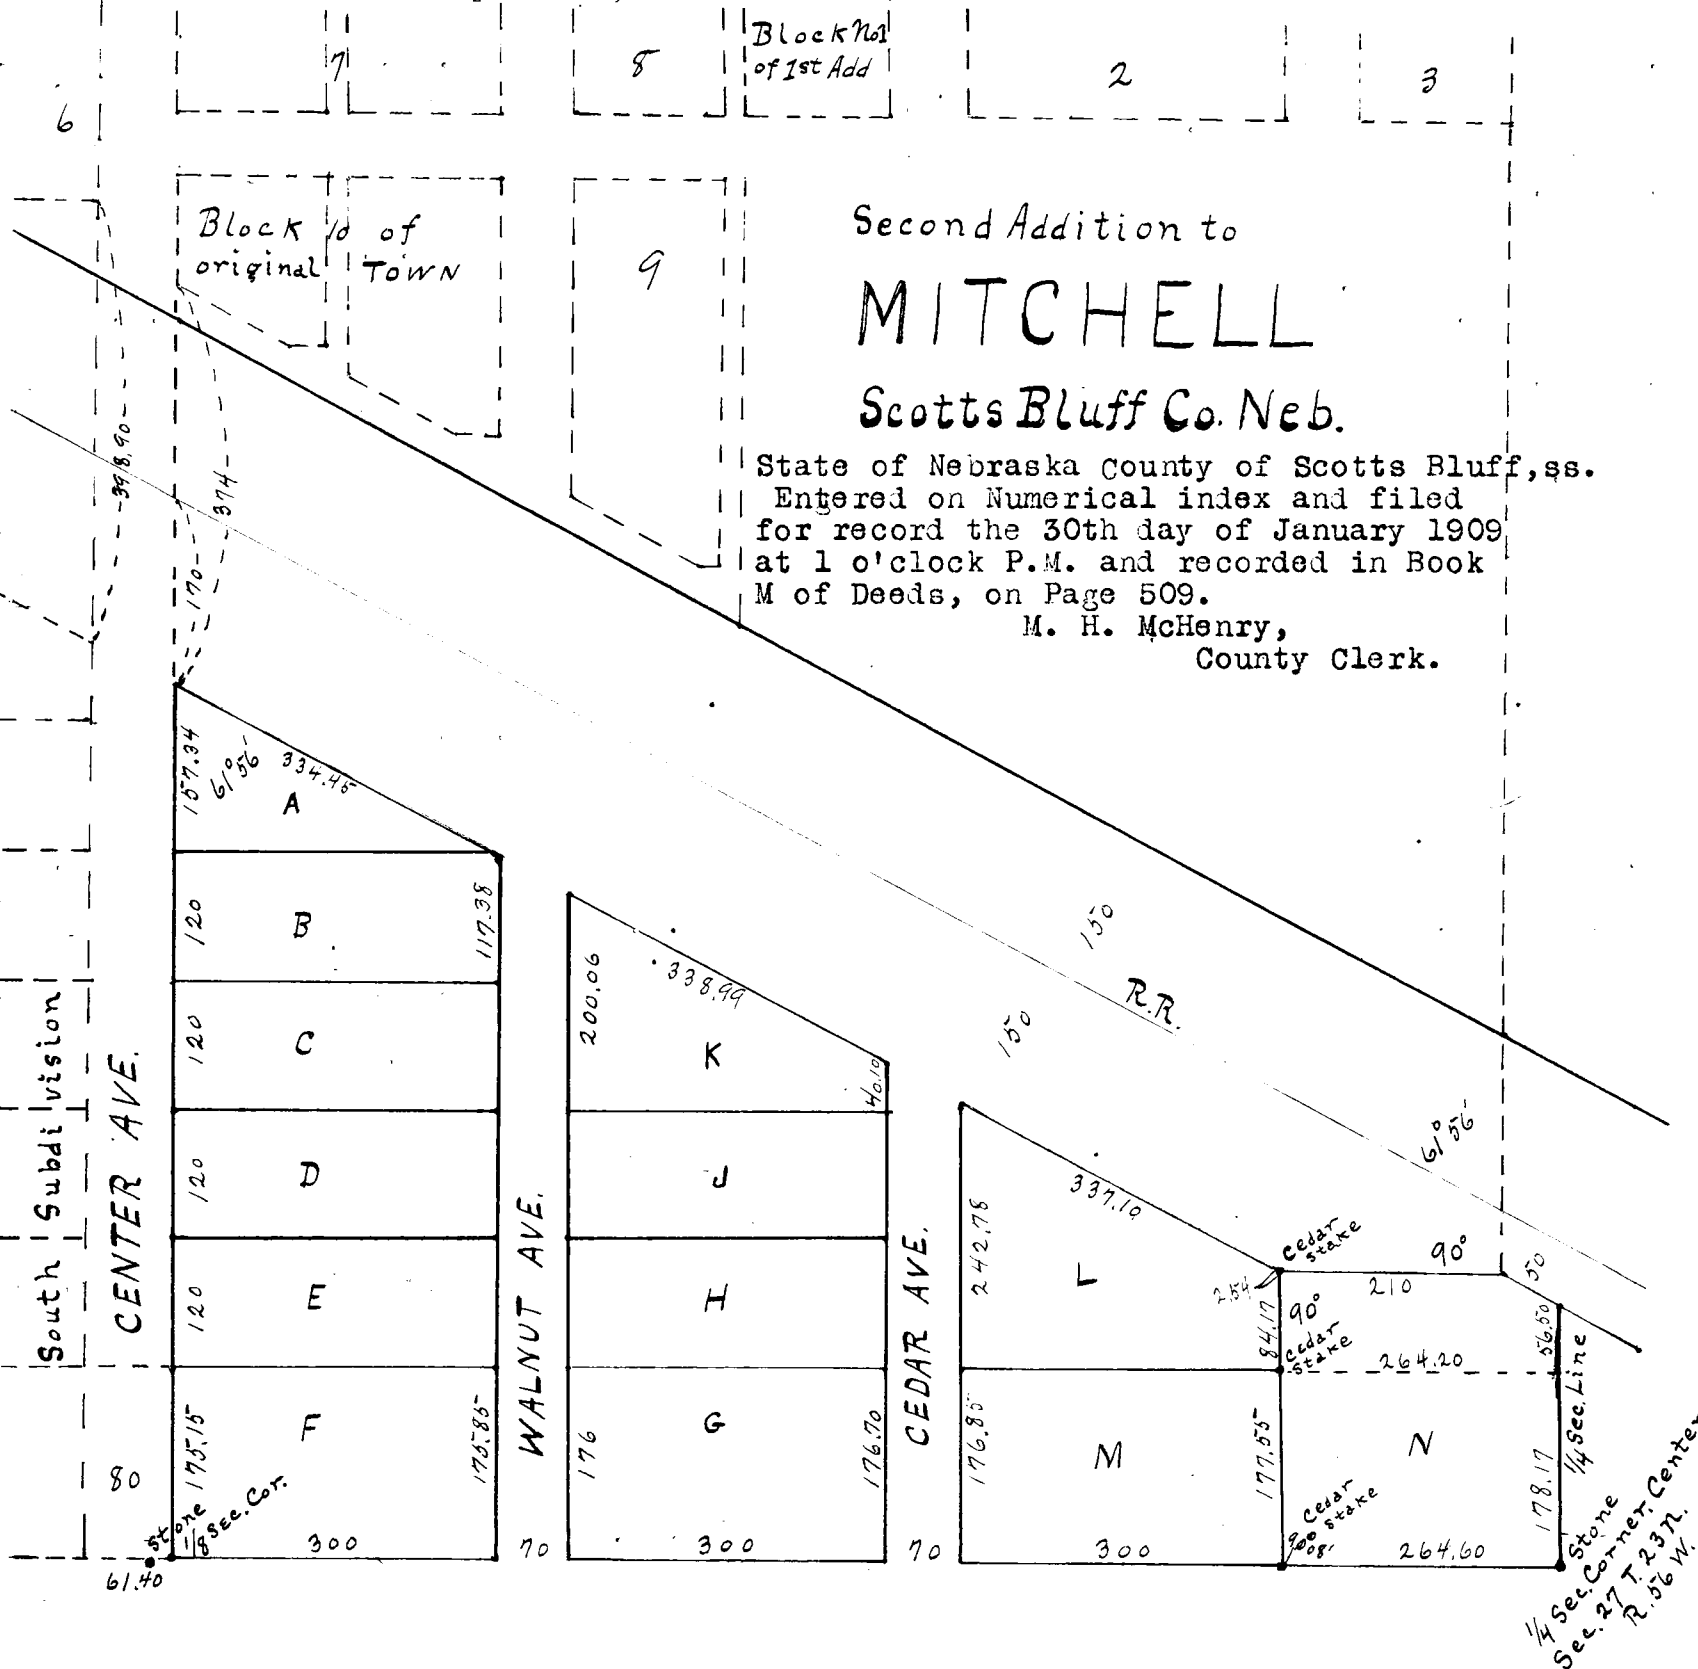 6
7
8
Block No1
of 1st Add
2
3
Block 10 of
original TOWN
9
Second Addition to
MITCHELL
Scotts Bluff Co. Neb.
State of Nebraska County of Scotts Bluff,ss.
Entered on Numerical index and filed
for record the 30th day of January 1909
at 1 o'clock P.M. and recorded in Book
M of Deeds, on Page 509.
M. H. McHenry,
County Clerk.
398.90
374
170
157.34
61°56'
334.45
A
120
B
117.38
120
C
120
D
120
E
175.15
F
175.85
300
South Subdivision
CENTER AVE.
80
Stone
1/8 Sec. Cor.
61.40
WALNUT AVE.
70
200.06
338.99
K
40.10
J
H
176
G
176.70
300
CEDAR AVE.
70
150
R.R.
150
61°56'
242.78
337.10
L
2.54
84.17
Cedar
Stake
90°
210
50
90°
Cedar
Stake
264.20
56.50
1/4 Sec. Line
176.85
M
177.55
300
N
178.17
Cedar
Stake
264.60
Stone
1/4 Sec. Corner, Center
Sec. 27 T. 23 N.
R. 56 W.